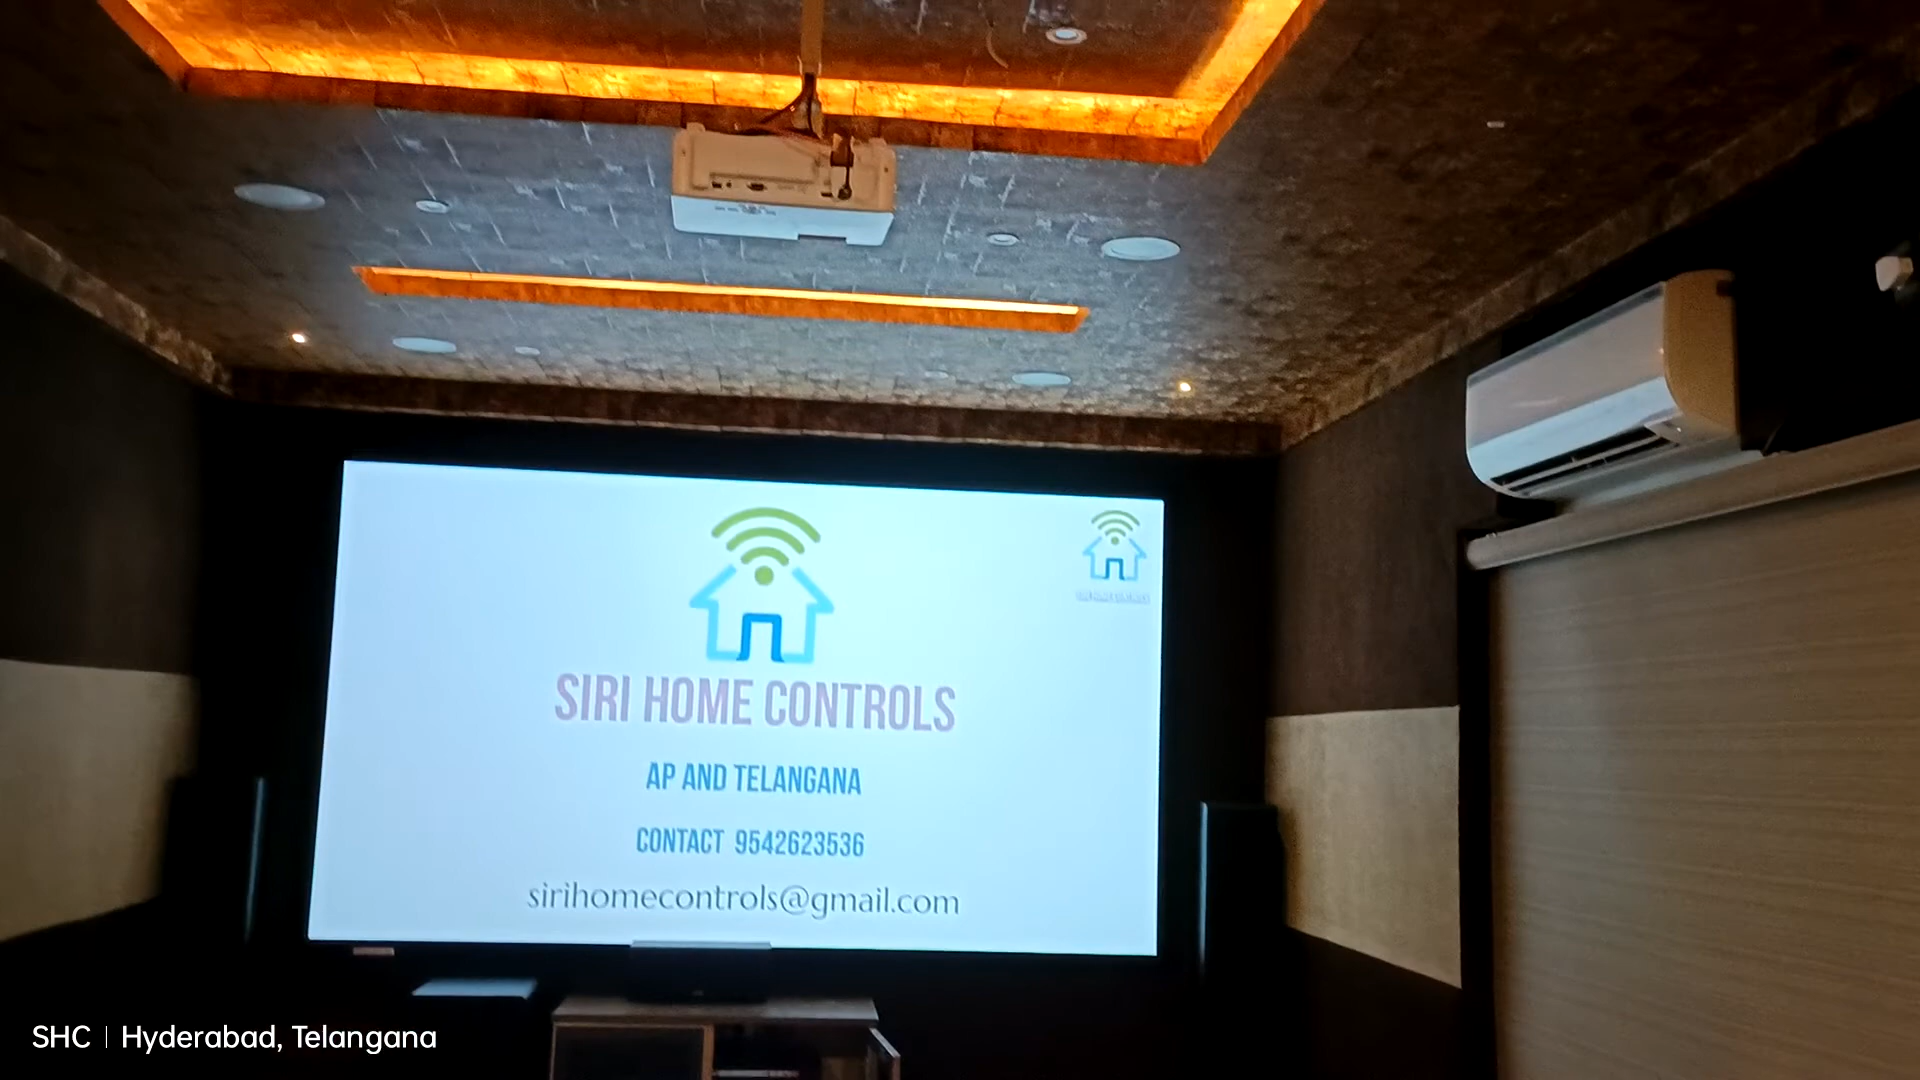 SIRI HOME CONTROLS
AP AND TELANGANA
CONTACT 9542623536
sirihomecontrols@gmail.com
SHC | Hyderabad, Telangana